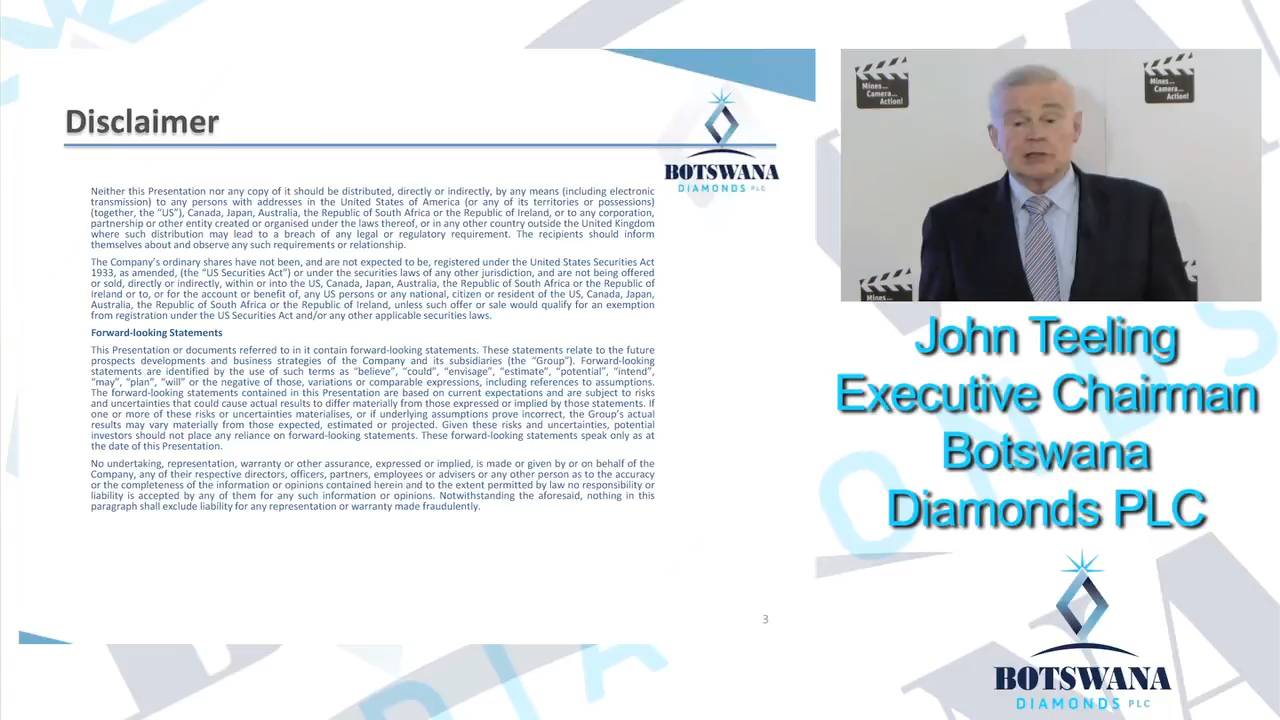 Disclaimer
BOTSWANA
DIAMONDS PLC
Neither this Presentation nor any copy of it should be distributed, directly or indirectly, by any means (including electronic
transmission) to any persons with addresses in the United States of America (or any of its territories or possessions)
(together, the “US”), Canada, Japan, Australia, the Republic of South Africa or the Republic of Ireland, or to any corporation,
partnership or other entity created or organised under the laws thereof, or in any other country outside the United Kingdom
where such distribution may lead to a breach of any legal or regulatory requirement. The recipients should inform
themselves about and observe any such requirements or relationship.
The Company’s ordinary shares have not been, and are not expected to be, registered under the United States Securities Act
1933, as amended, (the “US Securities Act”) or under the securities laws of any other jurisdiction, and are not being offered
or sold, directly or indirectly, within or into the US, Canada, Japan, Australia, the Republic of South Africa or the Republic of
Ireland or to, or for the account or benefit of, any US persons or any national, citizen or resident of the US, Canada, Japan,
Australia, the Republic of South Africa or the Republic of Ireland, unless such offer or sale would qualify for an exemption
from registration under the US Securities Act and/or any other applicable securities laws.
Forward-looking Statements
This Presentation or documents referred to in it contain forward-looking statements. These statements relate to the future
prospects developments and business strategies of the Company and its subsidiaries (the “Group”). Forward-looking
statements are identified by the use of such terms as “believe”, “could”, “envisage”, “estimate”, “potential”, “intend”,
“may”, “plan”, “will” or the negative of those, variations or comparable expressions, including references to assumptions.
The forward-looking statements contained in this Presentation are based on current expectations and are subject to risks
and uncertainties that could cause actual results to differ materially from those expressed or implied by those statements. If
one or more of these risks or uncertainties materialises, or if underlying assumptions prove incorrect, the Group’s actual
results may vary materially from those expected, estimated or projected. Given these risks and uncertainties, potential
investors should not place any reliance on forward-looking statements. These forward-looking statements speak only as at
the date of this Presentation.
No undertaking, representation, warranty or other assurance, expressed or implied, is made or given by or on behalf of the
Company, any of their respective directors, officers, partners, employees or advisers or any other person as to the accuracy
or the completeness of the information or opinions contained herein and to the extent permitted by law no responsibility or
liability is accepted by any of them for any such information or opinions. Notwithstanding the aforesaid, nothing in this
paragraph shall exclude liability for any representation or warranty made fraudulently.
3
Mines...
Camera...
Action!
Mines...
Camera...
Action!
Mines...
John Teeling
Executive Chairman
Botswana
Diamonds PLC
BOTSWANA
DIAMONDS PLC